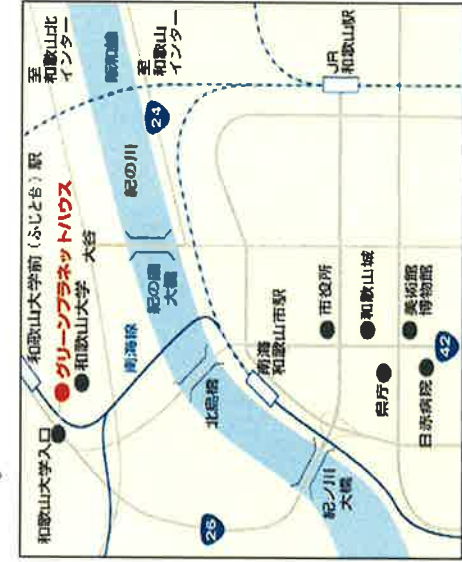 至
和歌山北
インター
阪和線
至
和歌山
インター
24
JR
和歌山駅
和歌山大学前(ふじと台)駅
グリーンプラネットハウス
和歌山大学
大谷
紀の川
紀の国
大橋
南海線
和歌山大学入口
北島橋
南海
和歌山市駅
市役所
和歌山城
県庁
美術館
博物館
日赤病院
42
紀ノ川
大橋
26